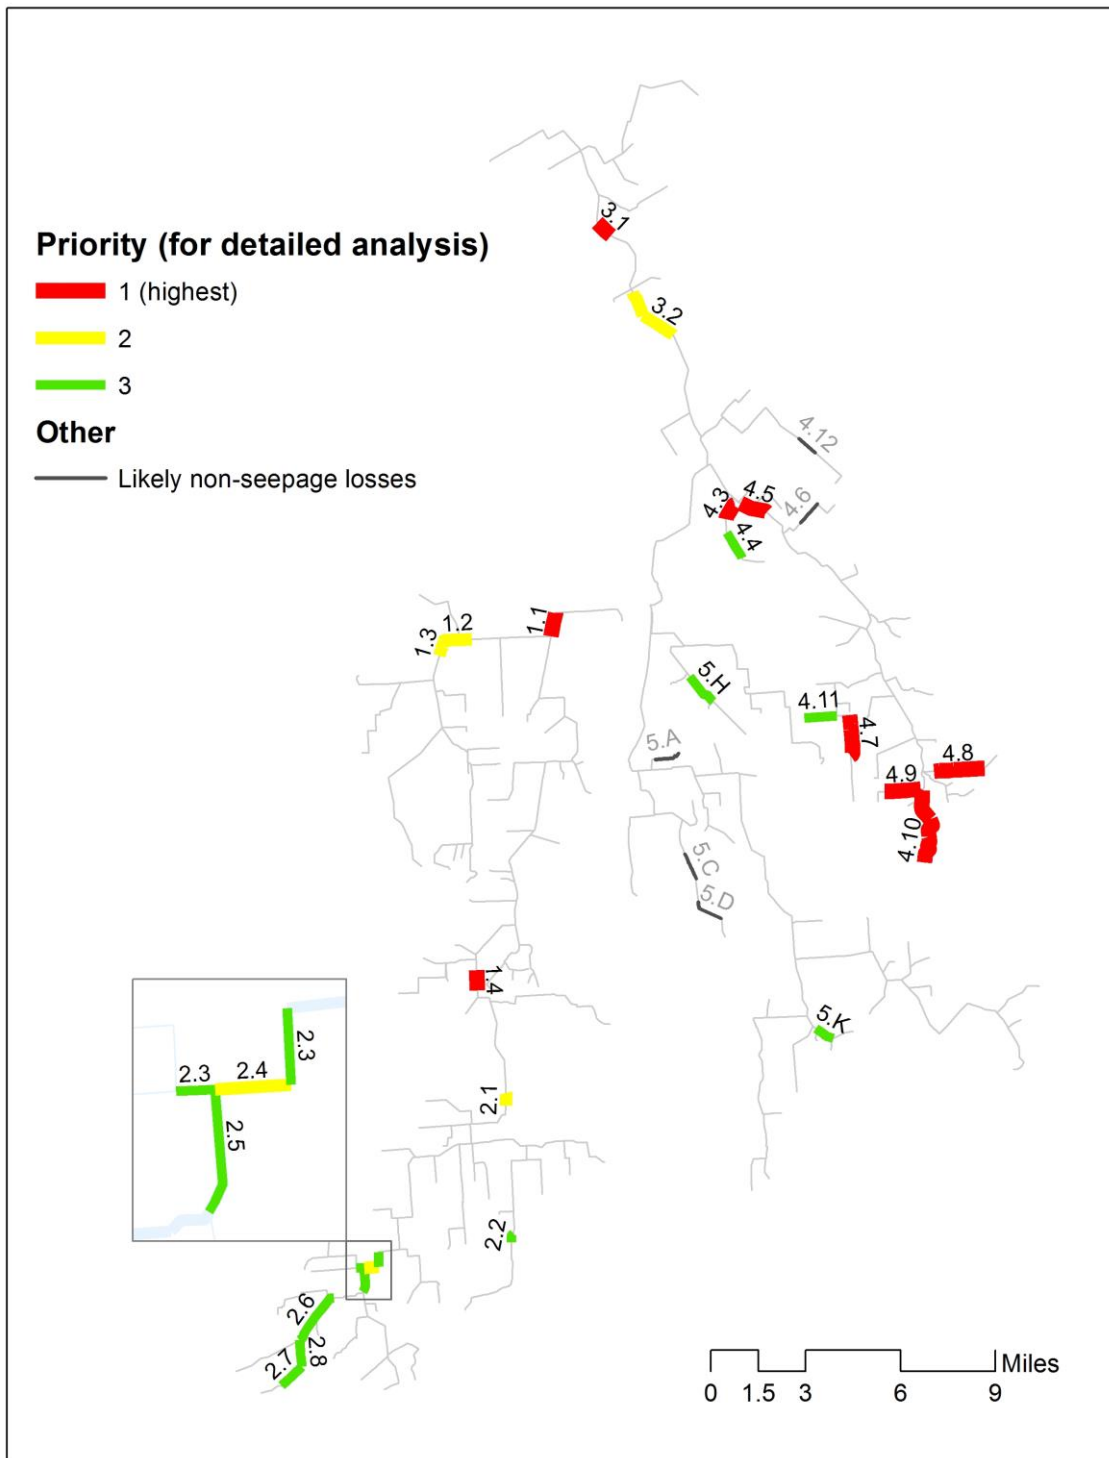 Priority (for detailed analysis)
1 (highest)
2
3
Other
Likely non-seepage losses
3.1
3.2
4.12
4.5
4.3
4.6
4.4
1.1
1.2
1.3
5.H
4.11
4.7
5.A
4.8
4.9
4.10
5.C
5.D
1.4
5.K
2.3
2.3
2.4
2.5
2.1
2.2
2.6
2.8
2.7
Miles
0 1.5 3 6 9